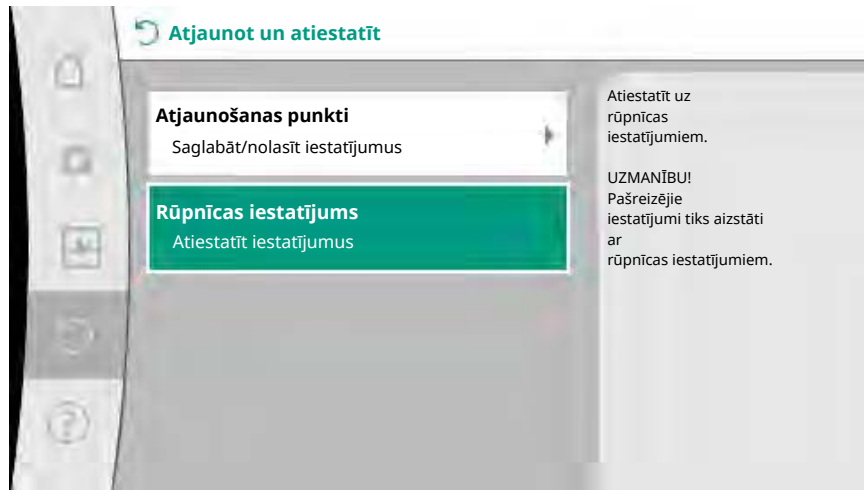 Atjaunot un atiestatīt
Atjaunošanas punkti
Saglabāt/nolasīt iestatījumus
Rūpnīcas iestatījums
Atiestatīt iestatījumus
Atiestatīt uz
rūpnīcas
iestatījumiem.
UZMANĪBU!
Pašreizējie
iestatījumi tiks aizstāti
ar
rūpnīcas iestatījumiem.